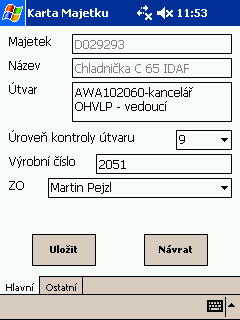 Karta Majetku 11:53
Majetek D029293
Název Chladnička C 65 IDAF
Útvar AWA102060-kancelář
OHVLP - vedoucí
Úroveň kontroly útvaru 9
Výrobní číslo 2051
ZO Martin Pejzl
Uložit Návrat
Hlavní Ostatní